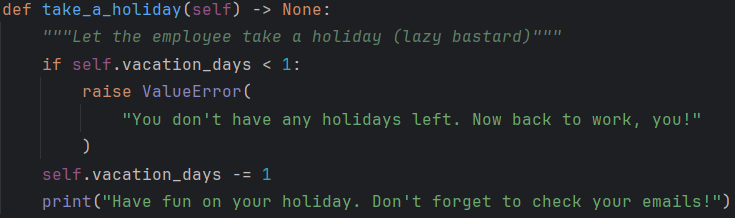 def take_a_holiday(self) -> None:
    """Let the employee take a holiday (lazy bastard)"""
    if self.vacation_days < 1:
        raise ValueError(
            "You don't have any holidays left. Now back to work, you!"
        )
    self.vacation_days -= 1
    print("Have fun on your holiday. Don't forget to check your emails!")